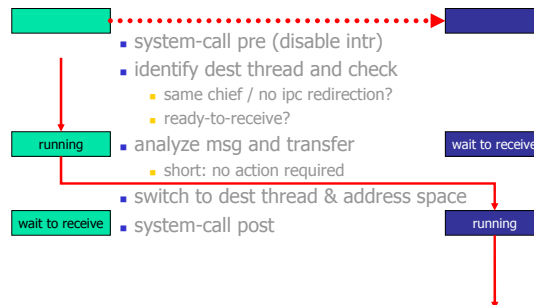 system-call pre (disable intr)
identify dest thread and check
same chief / no ipc redirection?
ready-to-receive?
running
analyze msg and transfer
wait to receive
short: no action required
switch to dest thread & address space
wait to receive
system-call post
running